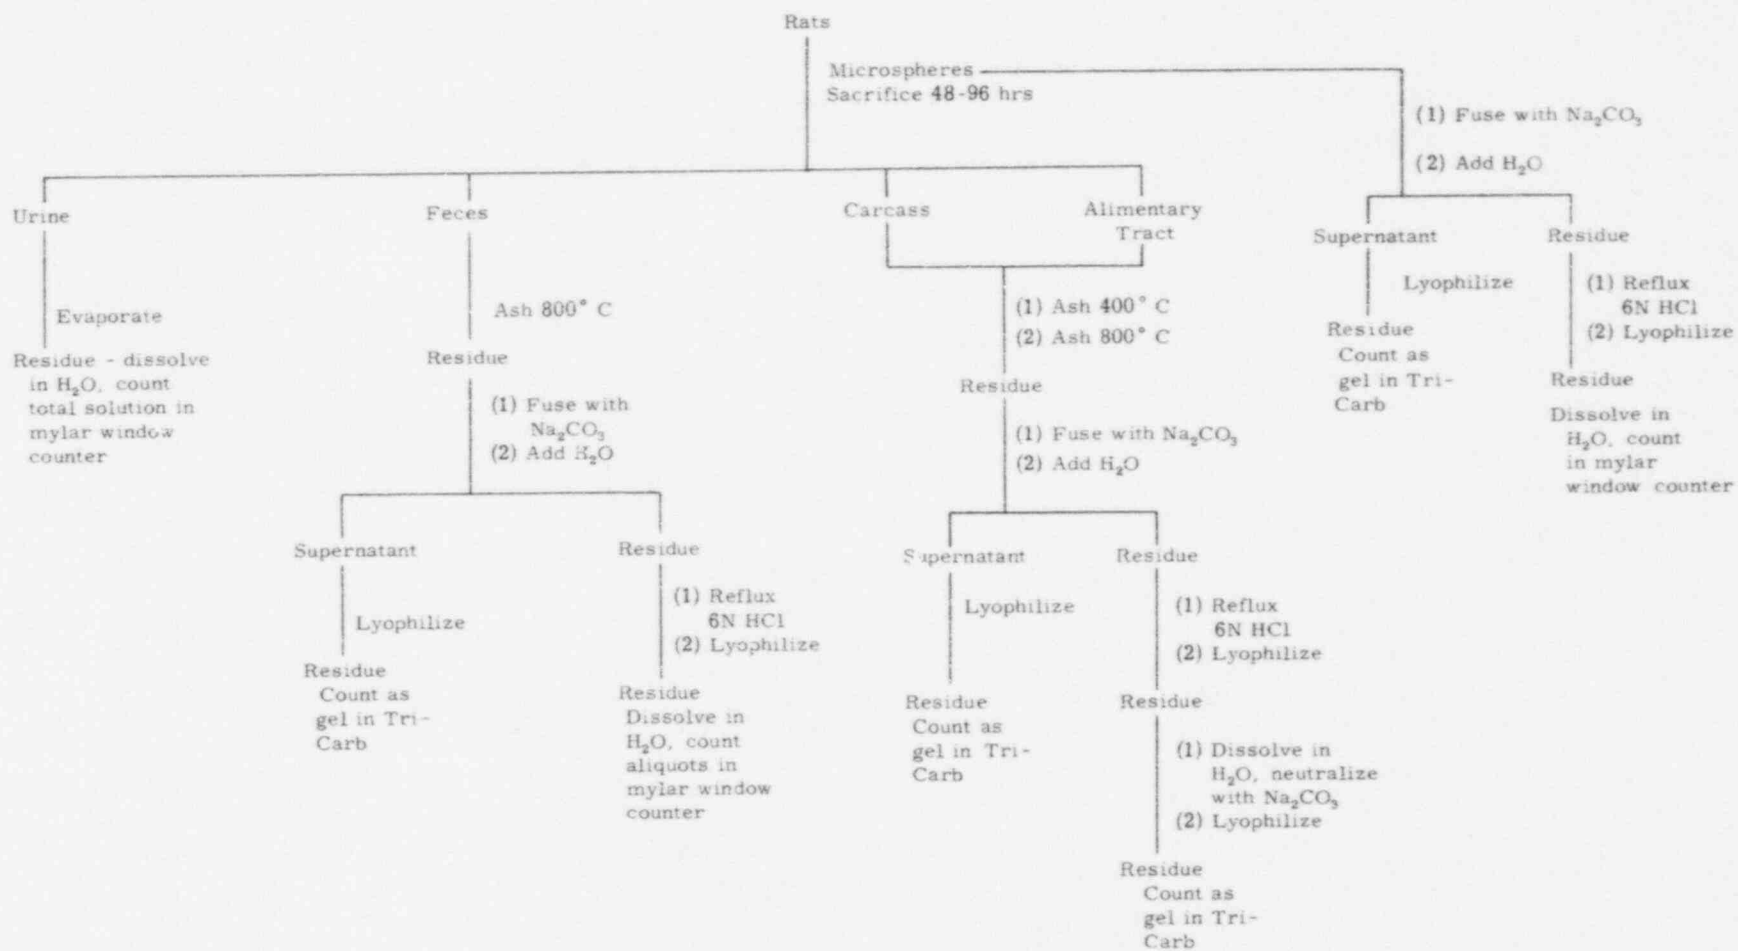 Rats
Microspheres
Sacrifice 48-96 hrs
(1) Fuse with Na₂CO₃
(2) Add H₂O
Supernatant
Lyophilize
Residue
Count as
gel in Tri-
Carb
Residue
(1) Reflux
6N HCl
(2) Lyophilize
Residue
Dissolve in
H₂O, count
in mylar
window counter
Urine
Evaporate
Residue - dissolve
in H₂O, count
total solution in
mylar window
counter
Feces
Ash 800° C
Residue
(1) Fuse with
Na₂CO₃
(2) Add H₂O
Supernatant
Lyophilize
Residue
Count as
gel in Tri-
Carb
Residue
(1) Reflux
6N HCl
(2) Lyophilize
Residue
Dissolve in
H₂O, count
aliquots in
mylar window
counter
Carcass
Alimentary
Tract
(1) Ash 400° C
(2) Ash 800° C
Residue
(1) Fuse with Na₂CO₃
(2) Add H₂O
Supernatant
Lyophilize
Residue
Count as
gel in Tri-
Carb
Residue
(1) Reflux
6N HCl
(2) Lyophilize
Residue
(1) Dissolve in
H₂O, neutralize
with Na₂CO₃
(2) Lyophilize
Residue
Count as
gel in Tri-
Carb